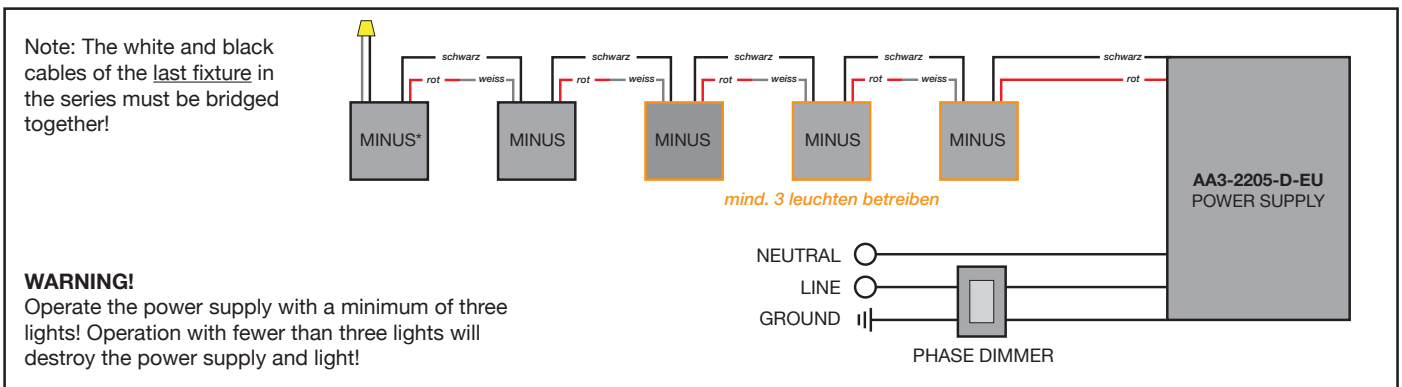 Note: The white and black
cables of the last fixture in
the series must be bridged
together!
schwarz schwarz schwarz schwarz schwarz
rot weiss rot weiss rot weiss rot weiss rot
MINUS* MINUS MINUS MINUS MINUS
mind. 3 leuchten betreiben
AA3-2205-D-EU
POWER SUPPLY
NEUTRAL
LINE
GROUND
PHASE DIMMER
WARNING!
Operate the power supply with a minimum of three
lights! Operation with fewer than three lights will
destroy the power supply and light!